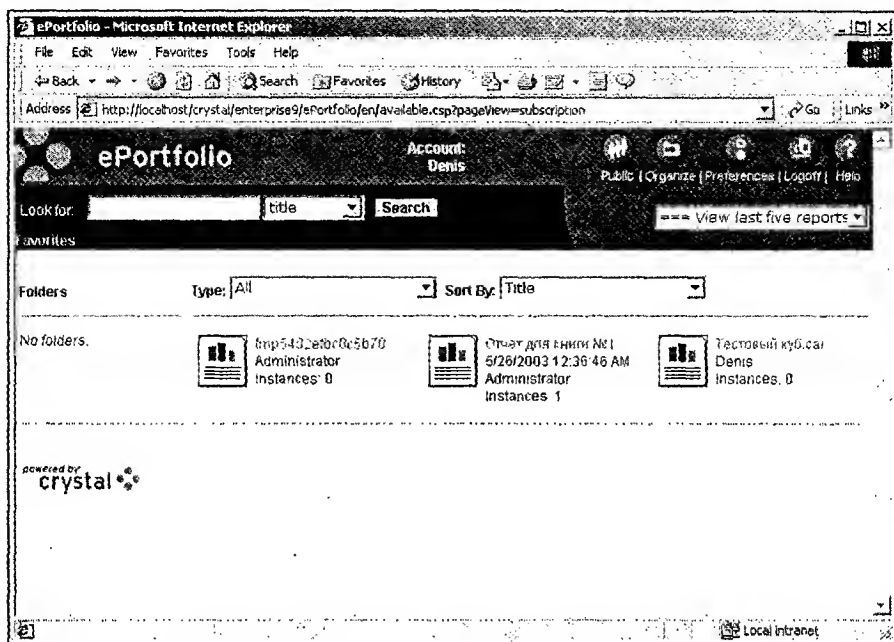 ePortfolio - Microsoft Internet Explorer
File Edit View Favorites Tools Help
Back Search Favorites History
Address http://localhost/crystal/enterprise9/ePortfolio/en/available.csp?pageView=subscription Go Links »
ePortfolio
Account:
Denis
Public | Organize | Preferences | Logoff | Help
Look for: title Search
=== View last five reports
Favorites
Folders Type: All Sort By: Title
No folders.
Administrator
Instances: 0
Отчет для книги №1
5/26/2003 12:36:46 AM
Administrator
Instances: 1
Тестовый куб.car
Denis
Instances: 0
powered by
crystal
Local intranet